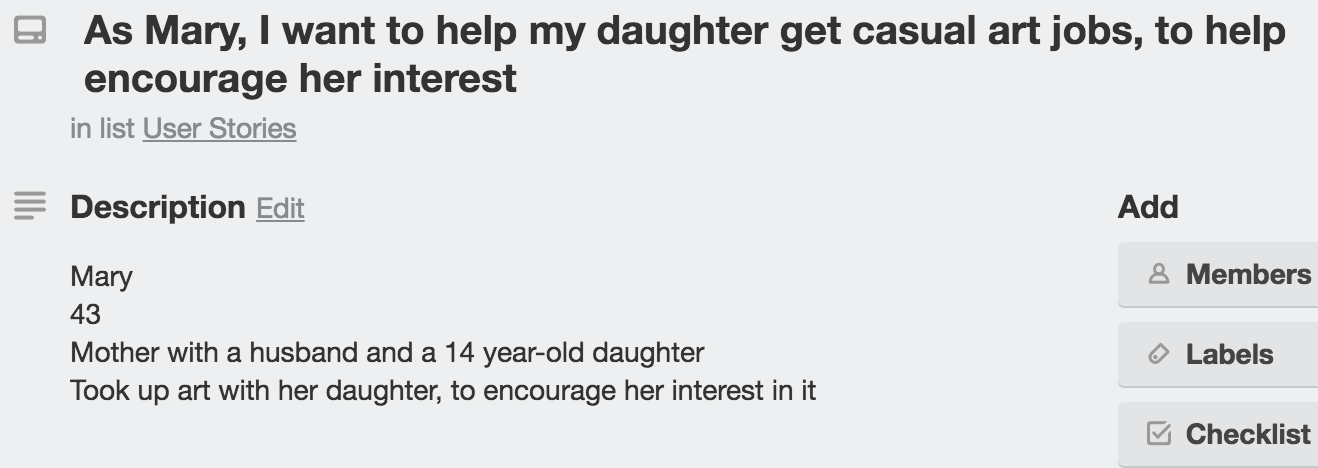 As Mary, I want to help my daughter get casual art jobs, to help
encourage her interest
in list User Stories
Description Edit
Mary
43
Mother with a husband and a 14 year-old daughter
Took up art with her daughter, to encourage her interest in it
Add
Members
Labels
Checklist